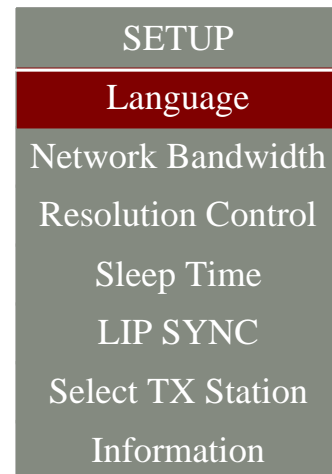 SETUP
Language
Network Bandwidth
Resolution Control
Sleep Time
LIP SYNC
Select TX Station
Information